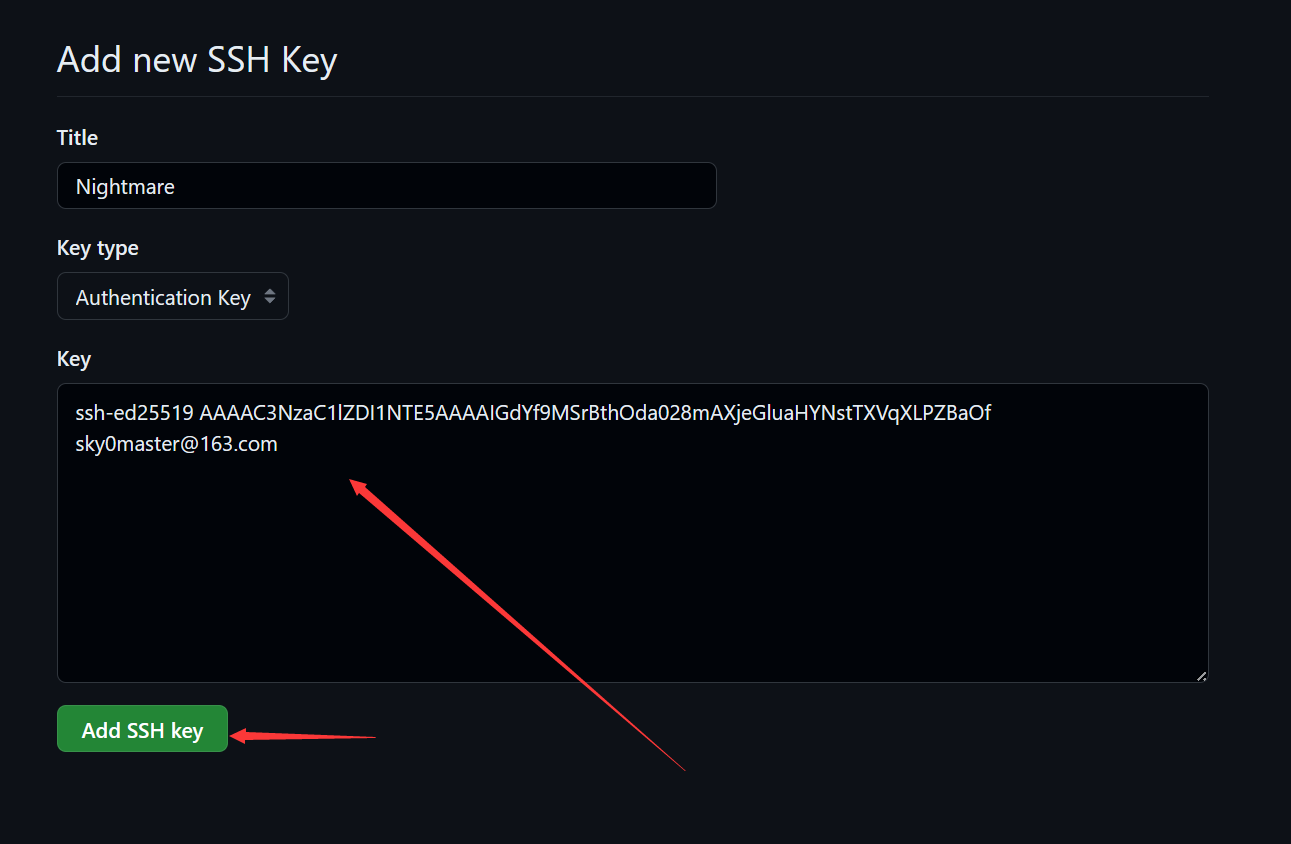 Add new SSH Key
Title
Nightmare
Key type
Authentication Key
Key
ssh-ed25519 AAAAC3NzaC1lZDI1NTE5AAAAIGdYf9MSrBthOda028mAXjeGluaHYNstTXVqXLPZBaOf
sky0master@163.com
Add SSH key